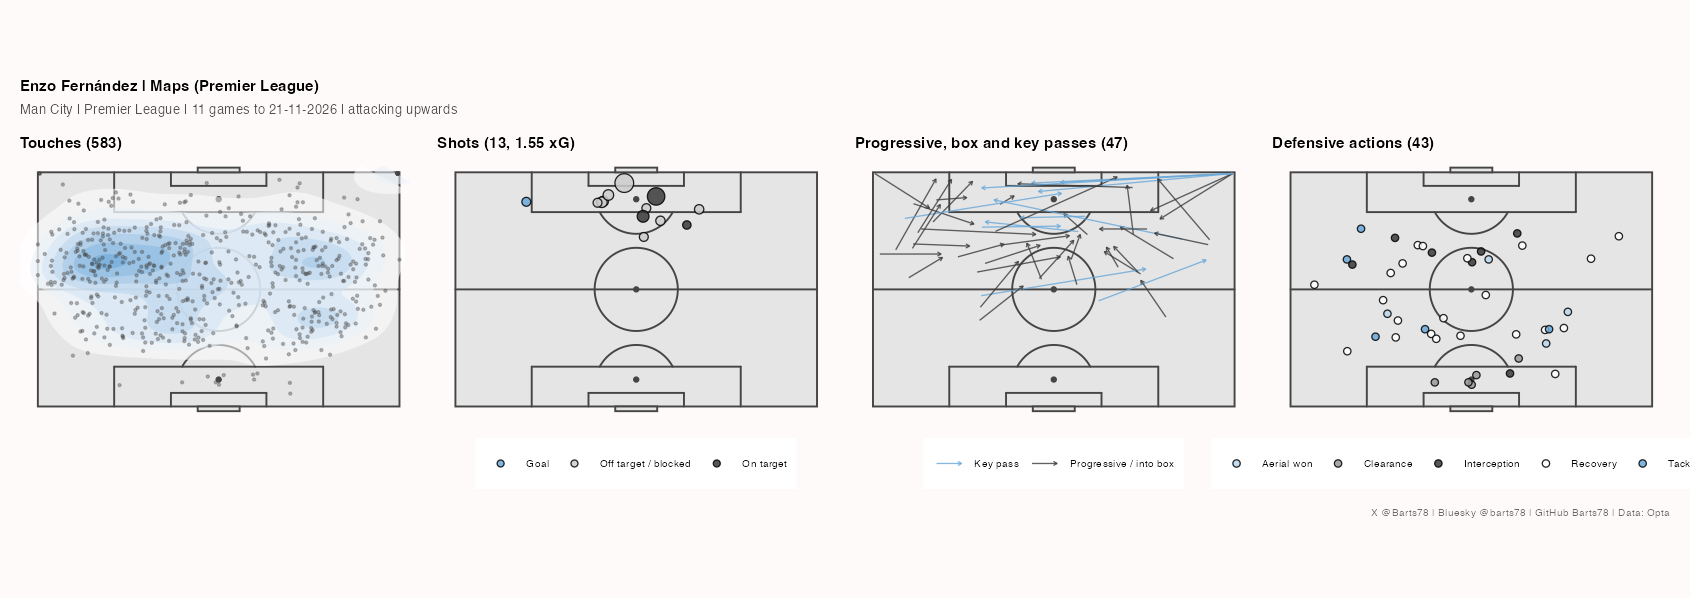 Enzo Fernández | Maps (Premier League)
Man City | Premier League | 11 games to 21-11-2026 | attacking upwards
Touches (583)
Shots (13, 1.55 xG)
Progressive, box and key passes (47)
Defensive actions (43)
Goal
Off target / blocked
On target
Key pass
Progressive / into box
Aerial won
Clearance
Interception
Recovery
Tack
X @Barts78 | Bluesky @barts78 | GitHub Barts78 | Data: Opta